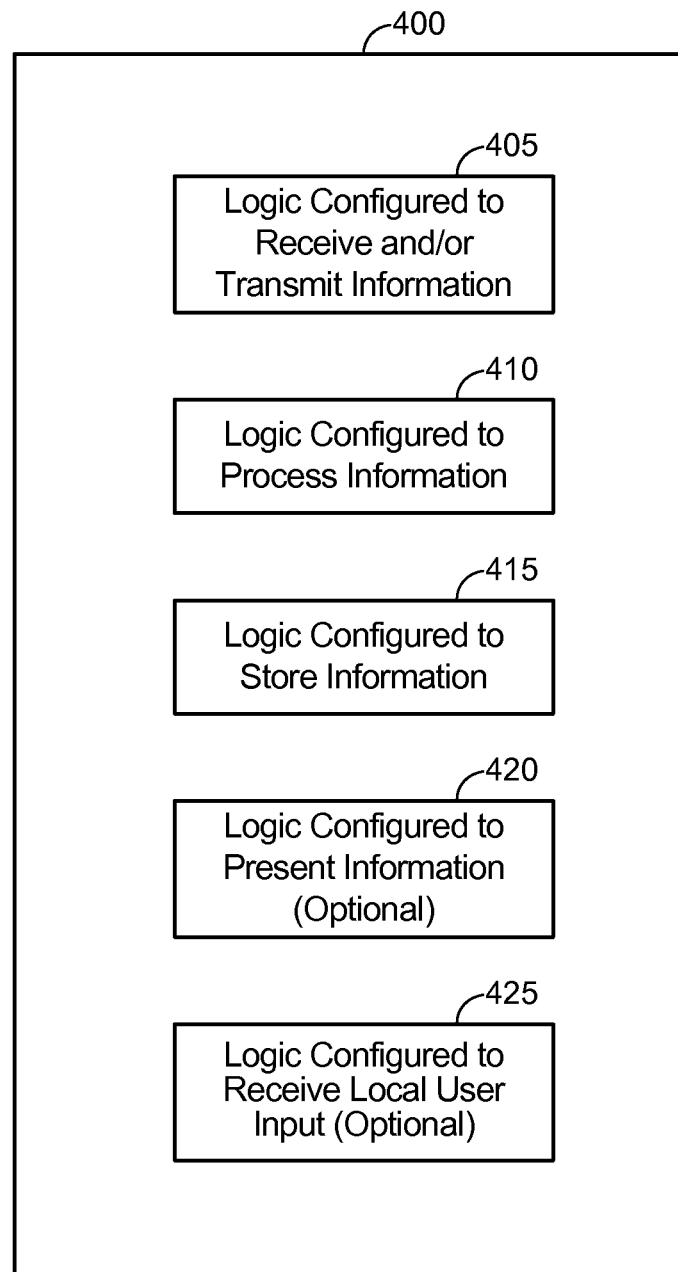 400
405
Logic Configured to
Receive and/or
Transmit Information
410
Logic Configured to
Process Information
415
Logic Configured to
Store Information
420
Logic Configured to
Present Information
(Optional)
425
Logic Configured to
Receive Local User
Input (Optional)